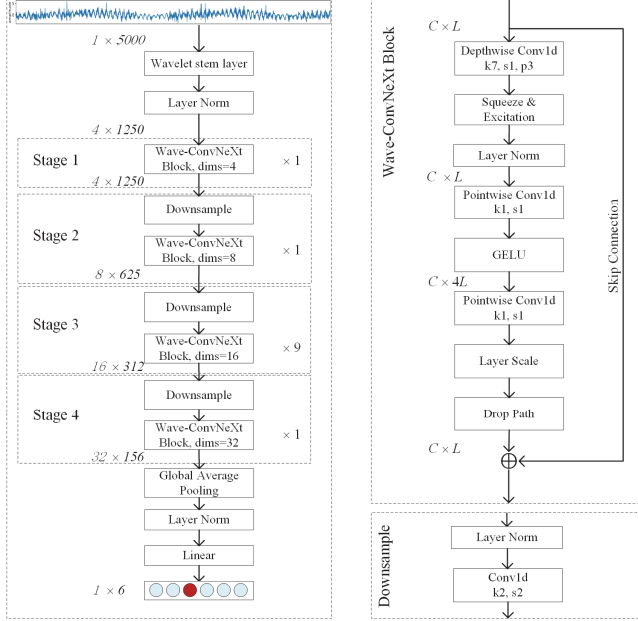 1 × 5000
Wavelet stem layer
Layer Norm
4 × 1250
Stage 1
Wave-ConvNeXt
Block, dims=4
× 1
4 × 1250
Stage 2
Downsample
Wave-ConvNeXt
Block, dims=8
× 1
8 × 625
Stage 3
Downsample
Wave-ConvNeXt
Block, dims=16
× 9
16 × 312
Stage 4
Downsample
Wave-ConvNeXt
Block, dims=32
× 1
32 × 156
Global Average
Pooling
Layer Norm
Linear
1 × 6
Wave-ConvNeXt Block
C × L
Depthwise Conv1d
k7, s1, p3
Squeeze &
Excitation
Layer Norm
C × L
Pointwise Conv1d
k1, s1
GELU
C × 4L
Pointwise Conv1d
k1, s1
Layer Scale
Drop Path
C × L
Skip Connection
Downsample
Layer Norm
Conv1d
k2, s2